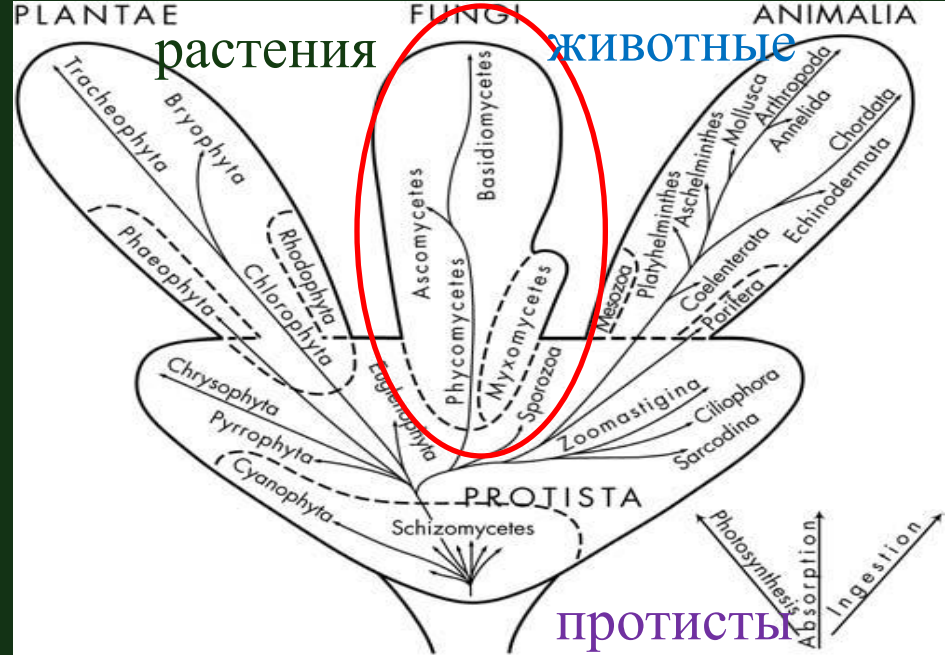 PLANTAE
FUNGI
ANIMALIA
растения
животные
Tracheophyta
Bryophyta
Phaeophyta
Rhodophyta
Chlorophyta
Ascomycetes
Basidiomycetes
Phycomycetes
Myxomycetes
Mesozoa
Platyhelminthes
Aschelminthes
Mollusca
Arthropoda
Annelida
Chordata
Echinodermata
Coelenterata
Porifera
Chrysophyta
Pyrrophyta
Cyanophyta
Euglenophyta
Sporozoa
Zoomastigina
Ciliophora
Sarcodina
PROTISTA
Schizomycetes
Photosynthesis
Absorption
Ingestion
протисты